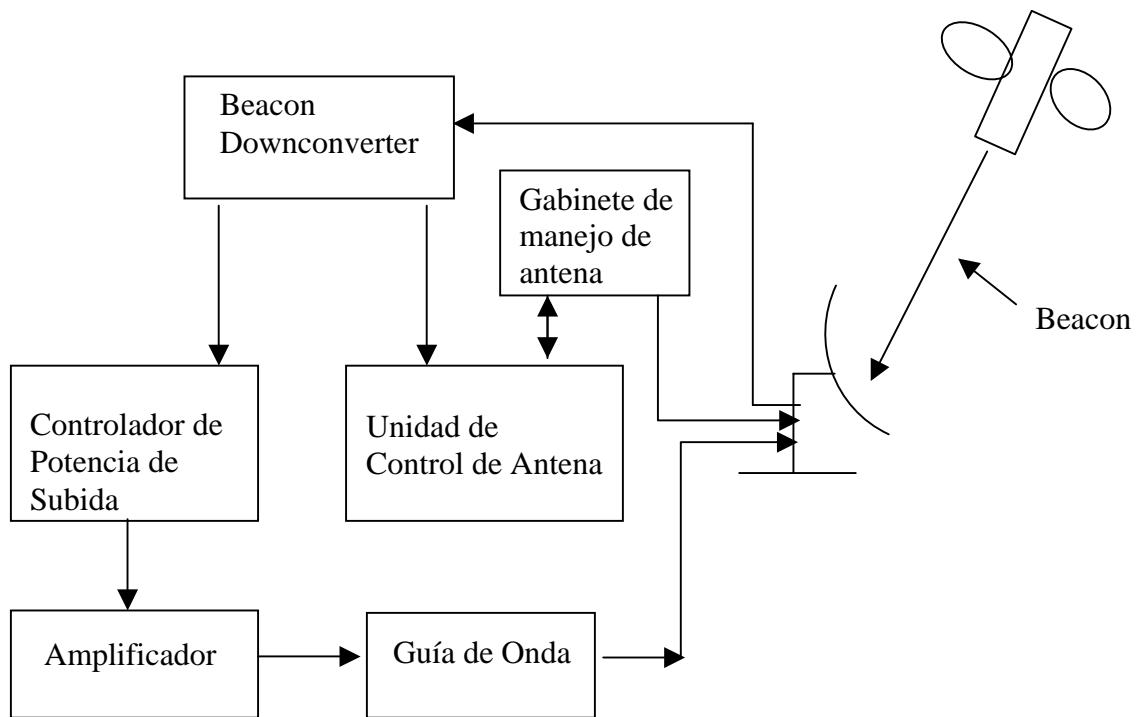 Beacon
Downconverter
Gabinete de
manejo de
antena
Beacon
Controlador de
Potencia de
Subida
Unidad de
Control de Antena
Amplificador
Guía de Onda